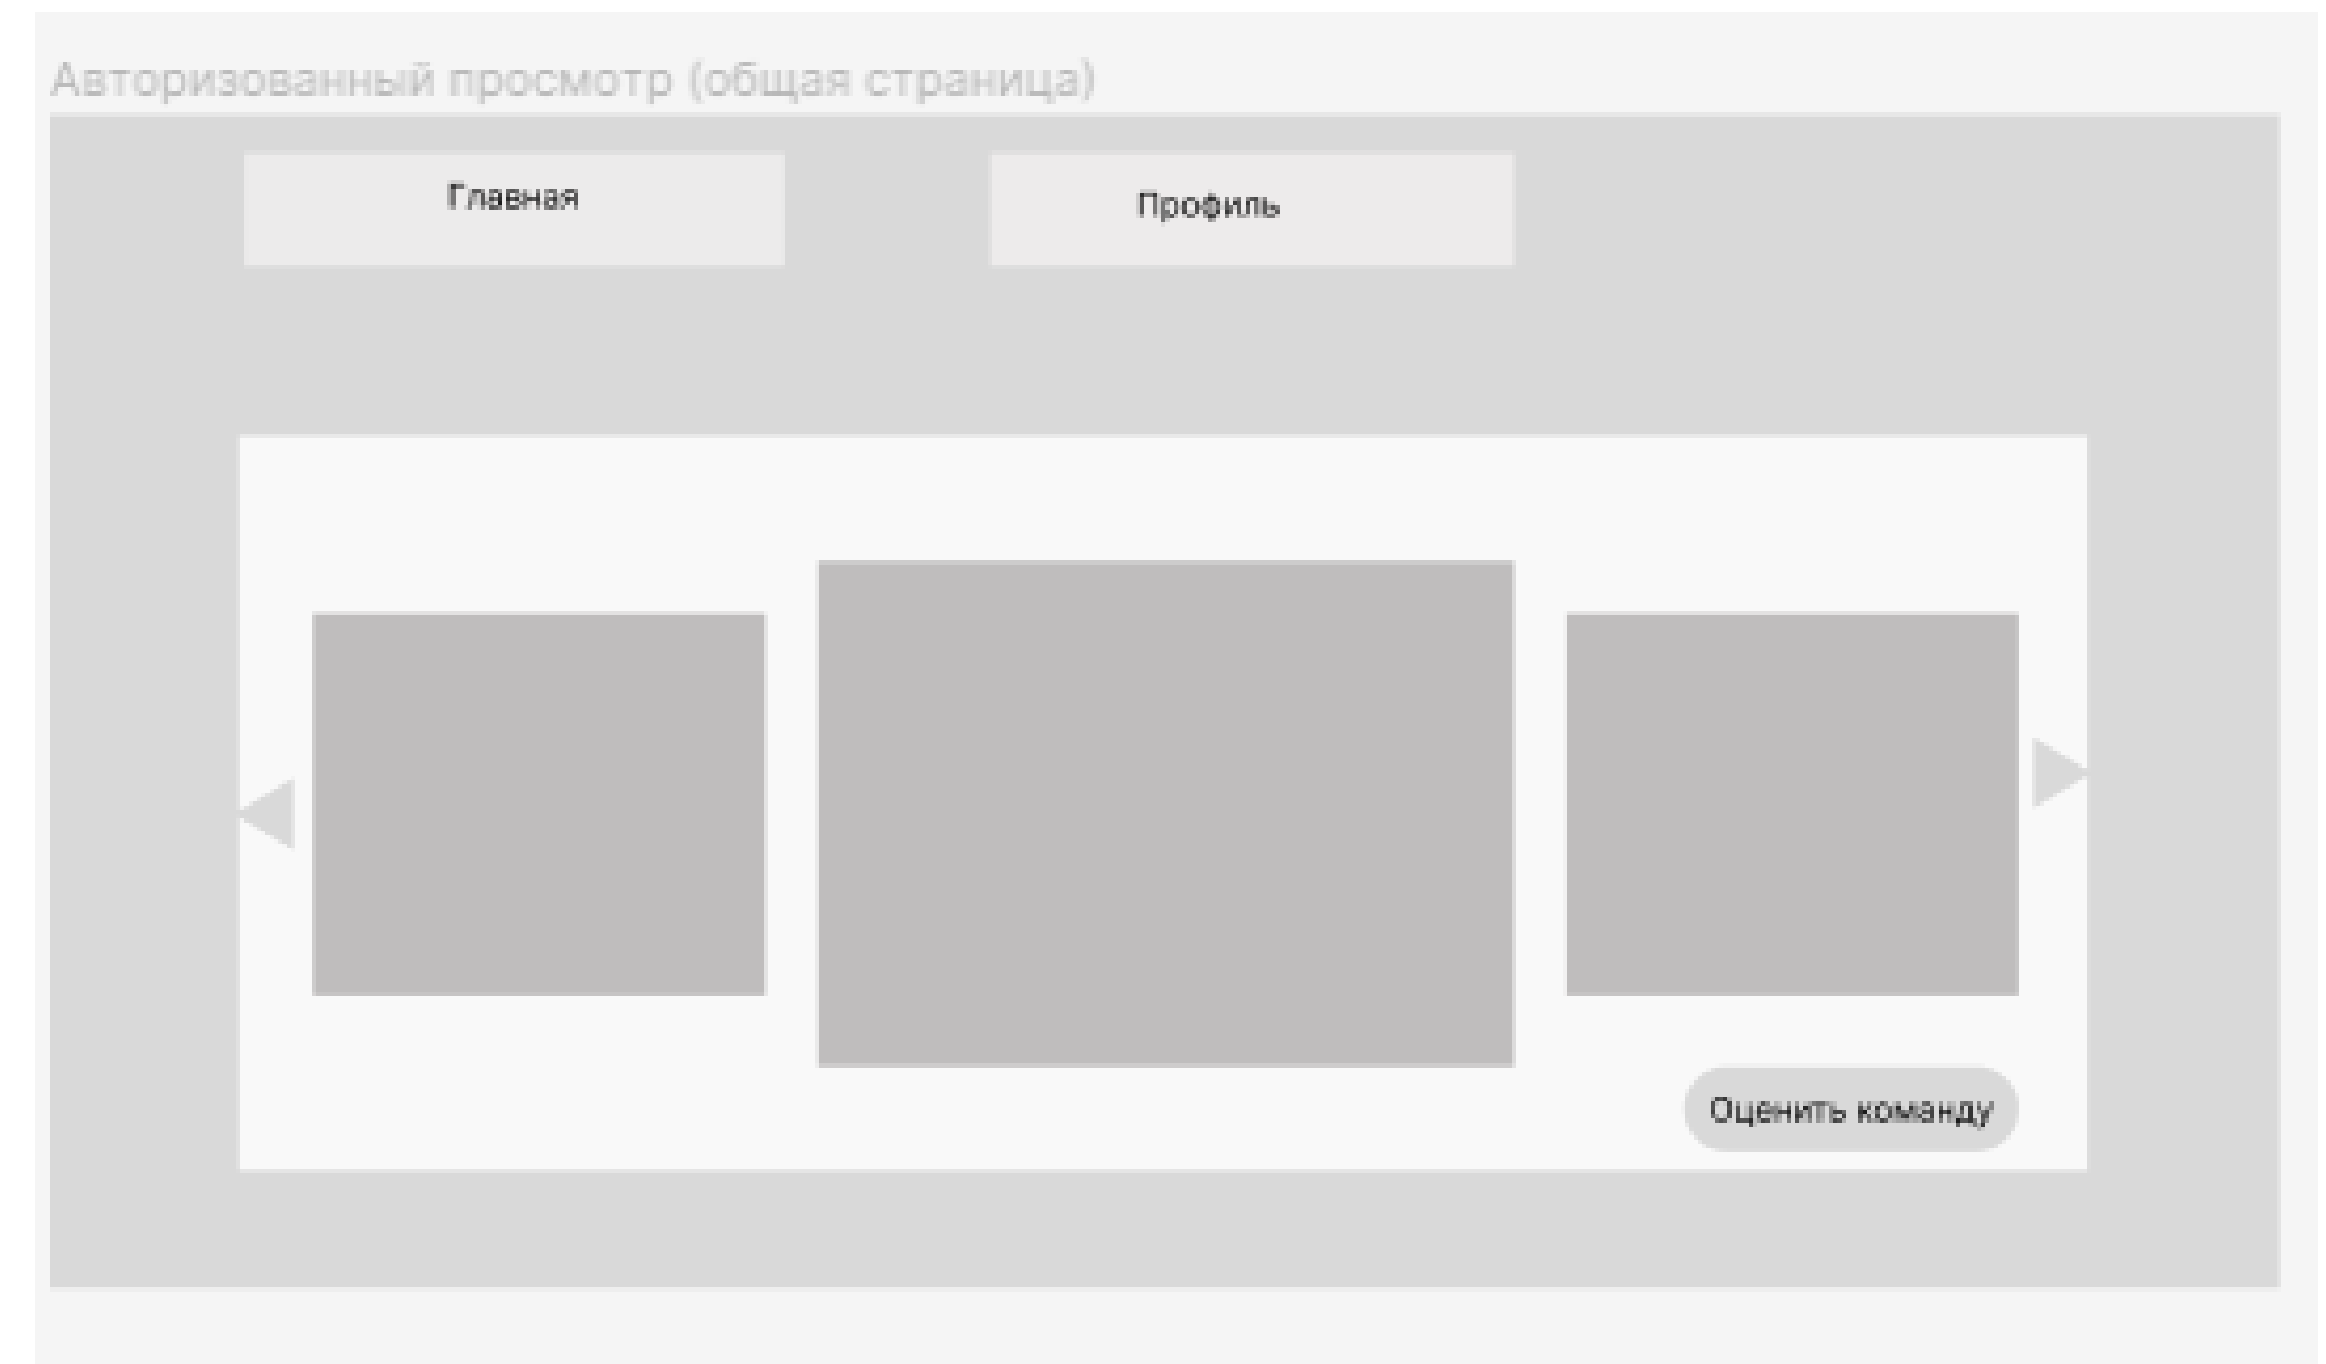 Авторизованный просмотр (общая страница)
Главная
Профиль
Оценить команду